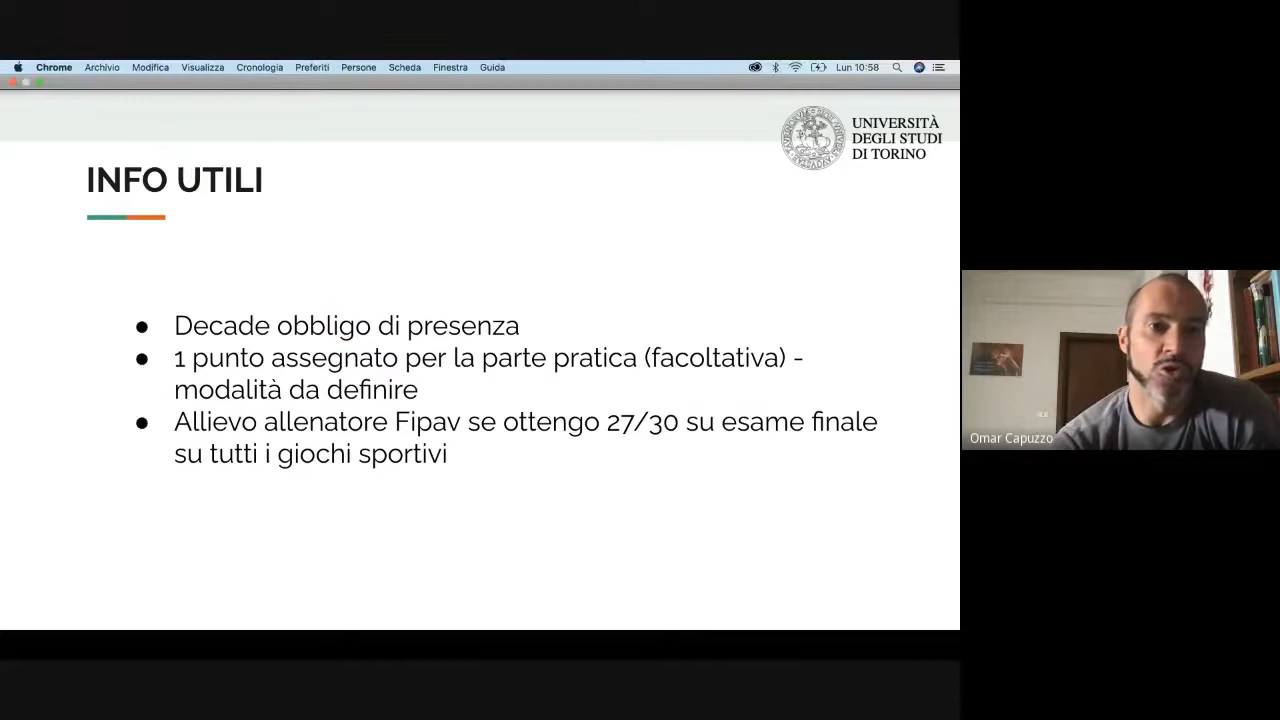 Chrome Archivio Modifica Visualizza Cronologia Preferiti Persone Scheda Finestra Guida Lun 10:58
UNIVERSITÀ
DEGLI STUDI
DI TORINO
INFO UTILI
● Decade obbligo di presenza
● 1 punto assegnato per la parte pratica (facoltativa) -
modalità da definire
● Allievo allenatore Fipav se ottengo 27/30 su esame finale
su tutti i giochi sportivi
Omar Capuzzo